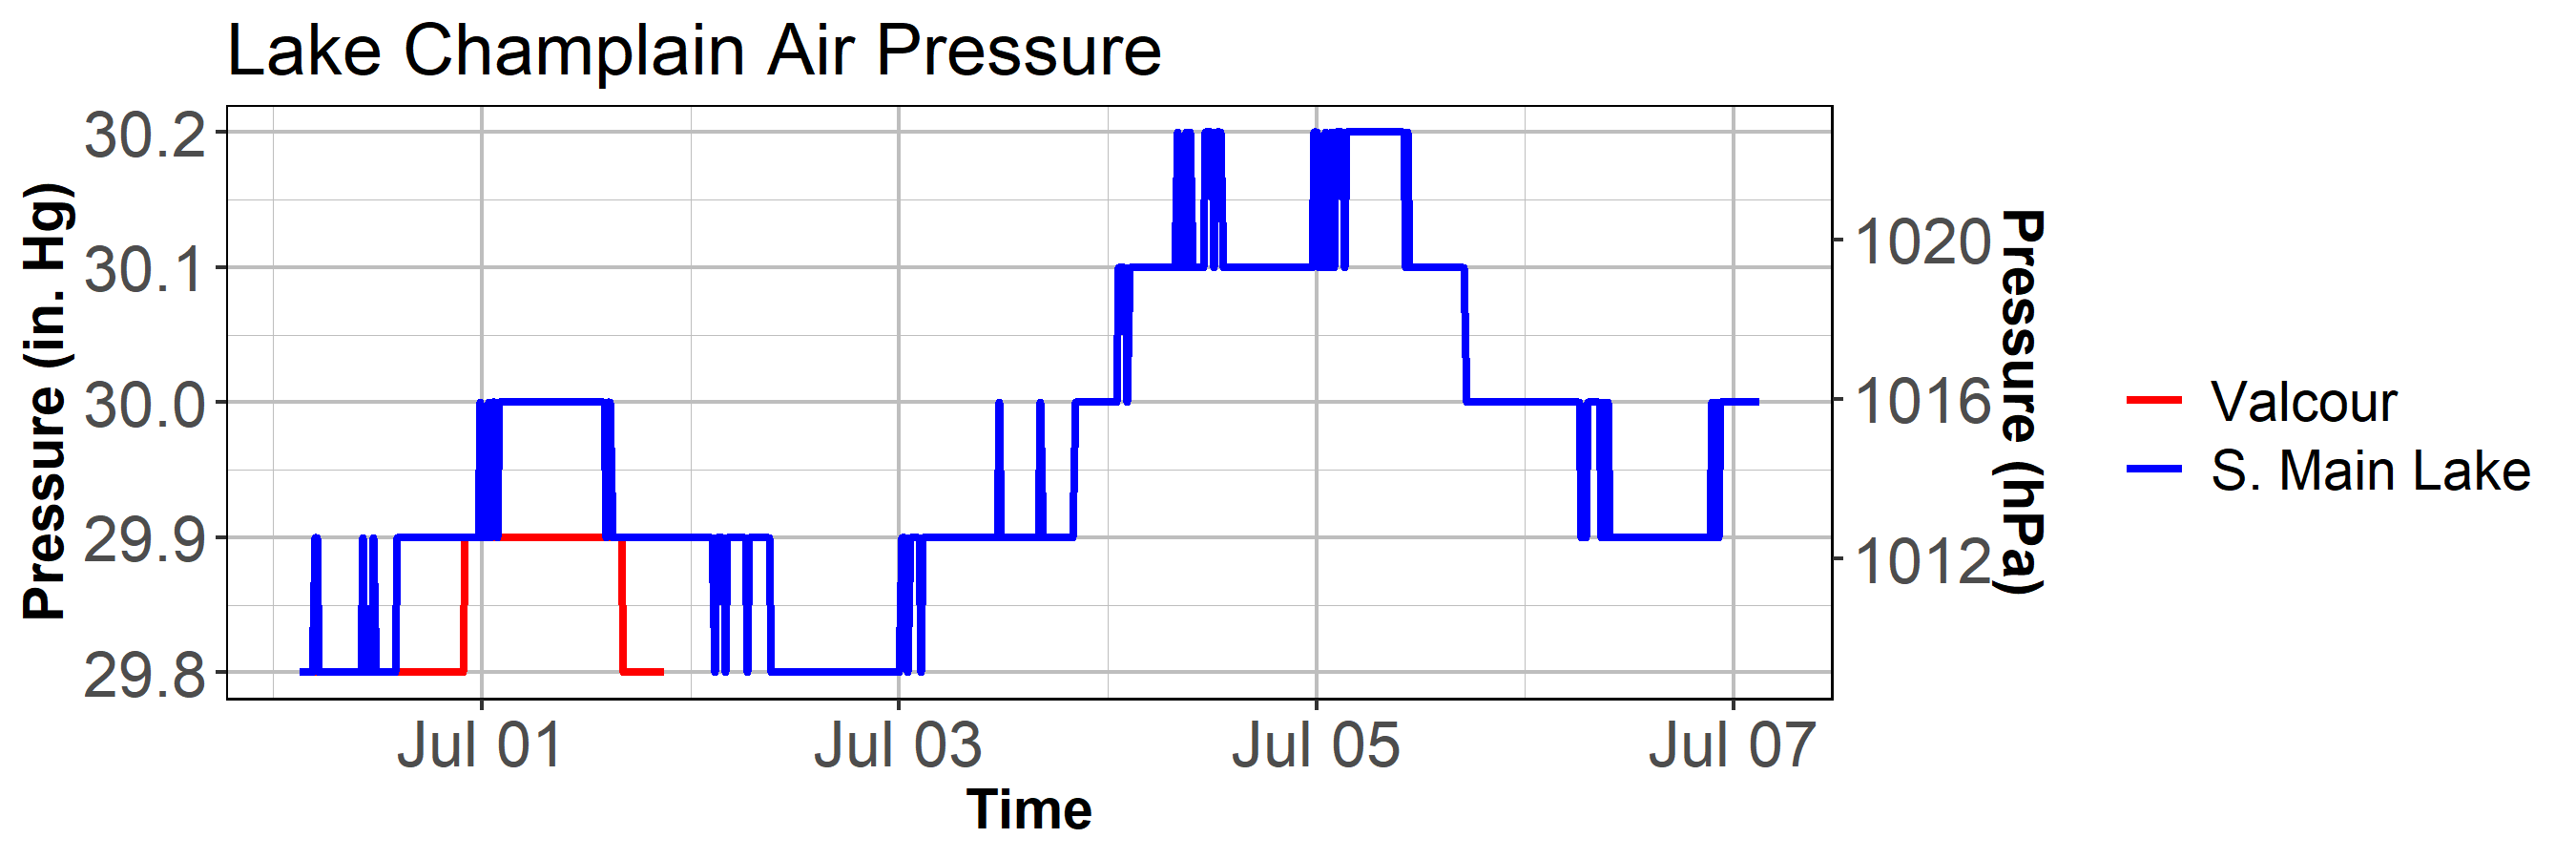 Lake Champlain Air Pressure
Pressure (in. Hg)
30.2
30.1
30.0
29.9
29.8
Jul 01
Jul 03
Jul 05
Jul 07
Time
1020
1016
1012
Pressure (hPa)
Valcour
S. Main Lake